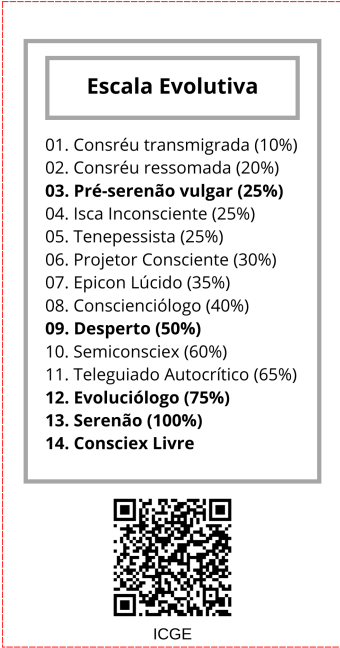 Escala Evolutiva
01. Consréu transmigrada (10%)
02. Consréu ressomada (20%)
03. Pré-serenão vulgar (25%)
04. Isca Inconsciente (25%)
05. Tenepessista (25%)
06. Projetor Consciente (30%)
07. Epicon Lúcido (35%)
08. Conscienciólogo (40%)
09. Desperto (50%)
10. Semiconsciex (60%)
11. Teleguiado Autocrítico (65%)
12. Evoluciólogo (75%)
13. Serenão (100%)
14. Consciex Livre
ICGE